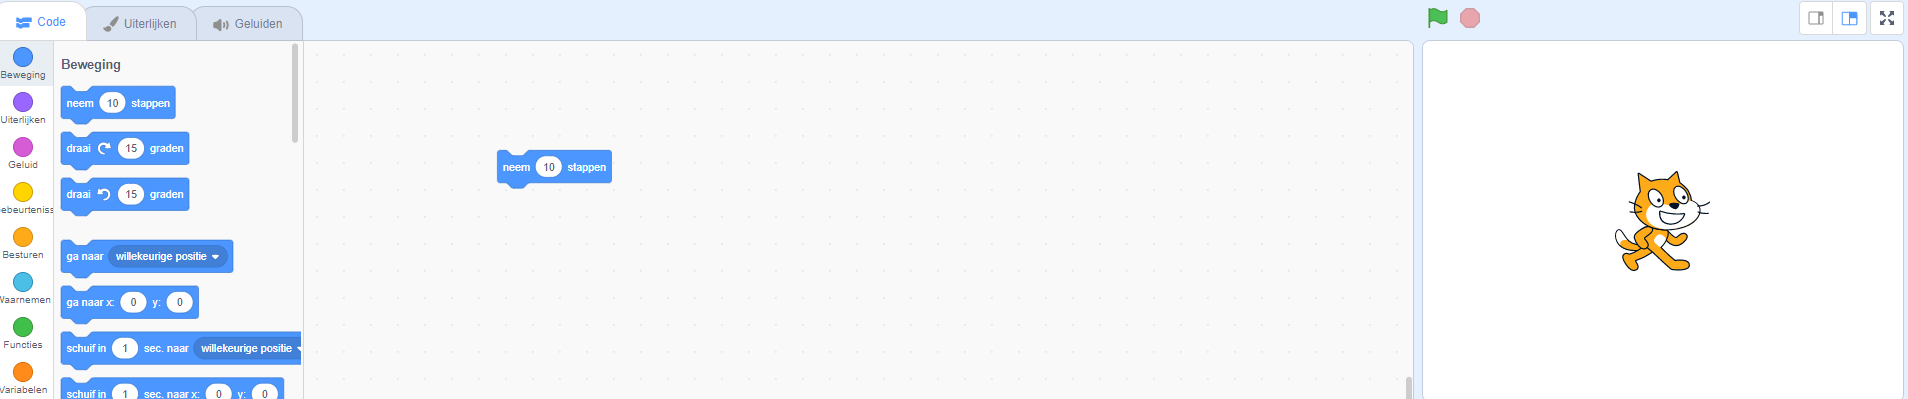 Code
Uiterlijken
Geluiden
Beweging
Uiterlijken
Geluid
ebeurteniss
Besturen
Waarnemen
Functies
Variabelen
Beweging
neem 10 stappen
draai 15 graden
draai 15 graden
ga naar willekeurige positie
ga naar x: 0 y: 0
schuif in 1 sec. naar willekeurige positie
schuif in 1 sec. naar x: 0 y: 0
neem 10 stappen